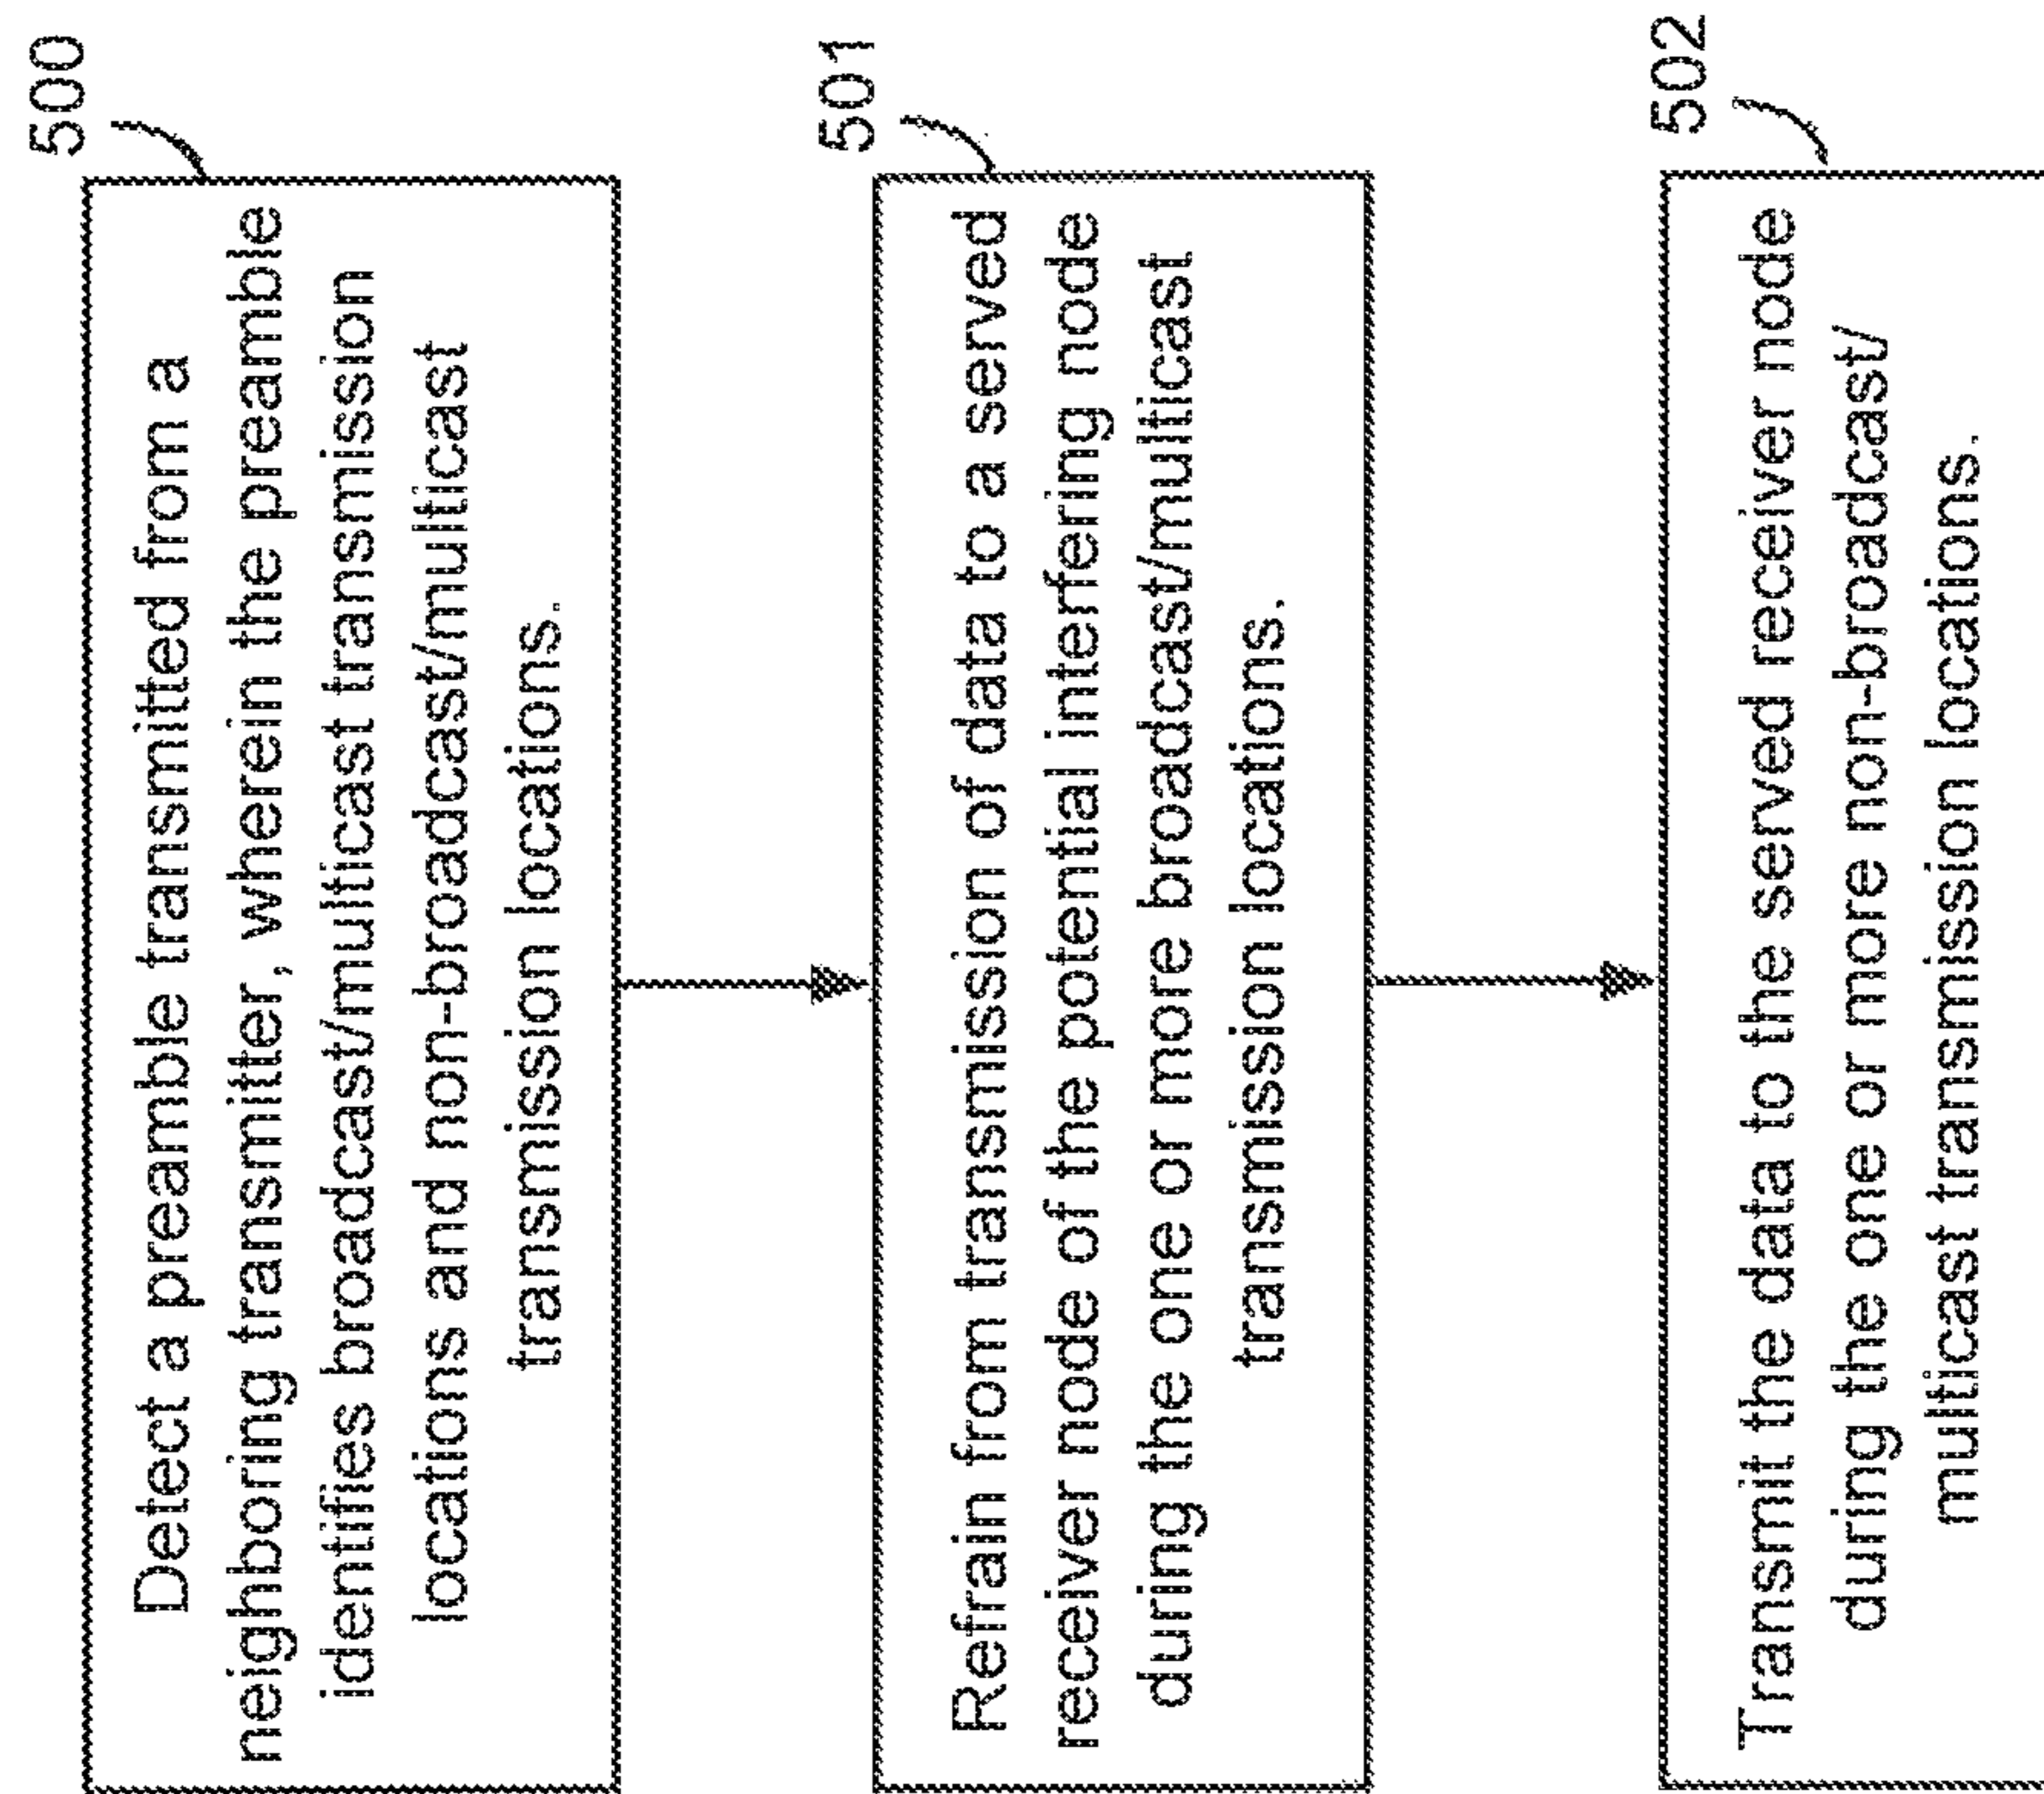 500
Detect a preamble transmitted from a
neighboring transmitter, wherein the preamble
identifies broadcast/multicast transmission
locations and non-broadcast/multicast
transmission locations.
501
Refrain from transmission of data to a served
receiver node of the potential interfering node
during the one or more broadcast/multicast
transmission locations.
502
Transmit the data to the served receiver node
during the one or more non-broadcast/
multicast transmission locations.